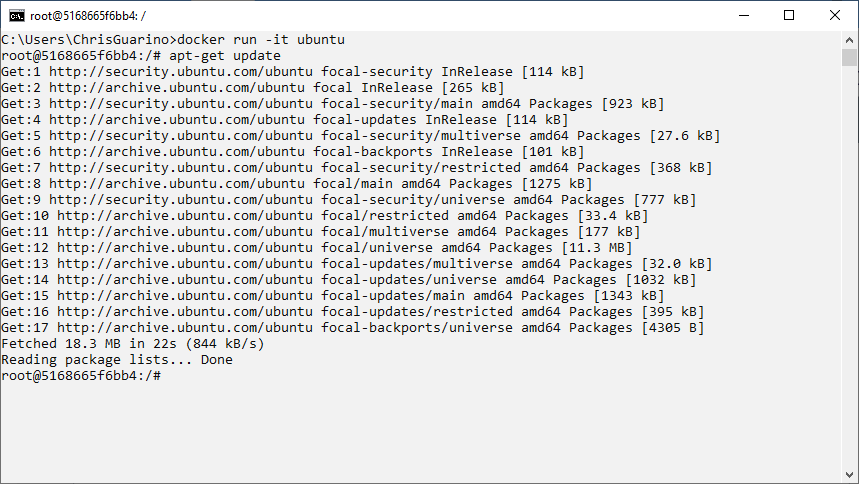 root@5168665f6bb4: /
C:\Users\ChrisGuarino>docker run -it ubuntu
root@5168665f6bb4:/# apt-get update
Get:1 http://security.ubuntu.com/ubuntu focal-security InRelease [114 kB]
Get:2 http://archive.ubuntu.com/ubuntu focal InRelease [265 kB]
Get:3 http://security.ubuntu.com/ubuntu focal-security/main amd64 Packages [923 kB]
Get:4 http://archive.ubuntu.com/ubuntu focal-updates InRelease [114 kB]
Get:5 http://security.ubuntu.com/ubuntu focal-security/multiverse amd64 Packages [27.6 kB]
Get:6 http://archive.ubuntu.com/ubuntu focal-backports InRelease [101 kB]
Get:7 http://security.ubuntu.com/ubuntu focal-security/restricted amd64 Packages [368 kB]
Get:8 http://archive.ubuntu.com/ubuntu focal/main amd64 Packages [1275 kB]
Get:9 http://security.ubuntu.com/ubuntu focal-security/universe amd64 Packages [777 kB]
Get:10 http://archive.ubuntu.com/ubuntu focal/restricted amd64 Packages [33.4 kB]
Get:11 http://archive.ubuntu.com/ubuntu focal/multiverse amd64 Packages [177 kB]
Get:12 http://archive.ubuntu.com/ubuntu focal/universe amd64 Packages [11.3 MB]
Get:13 http://archive.ubuntu.com/ubuntu focal-updates/multiverse amd64 Packages [32.0 kB]
Get:14 http://archive.ubuntu.com/ubuntu focal-updates/universe amd64 Packages [1032 kB]
Get:15 http://archive.ubuntu.com/ubuntu focal-updates/main amd64 Packages [1343 kB]
Get:16 http://archive.ubuntu.com/ubuntu focal-updates/restricted amd64 Packages [395 kB]
Get:17 http://archive.ubuntu.com/ubuntu focal-backports/universe amd64 Packages [4305 B]
Fetched 18.3 MB in 22s (844 kB/s)
Reading package lists... Done
root@5168665f6bb4:/#